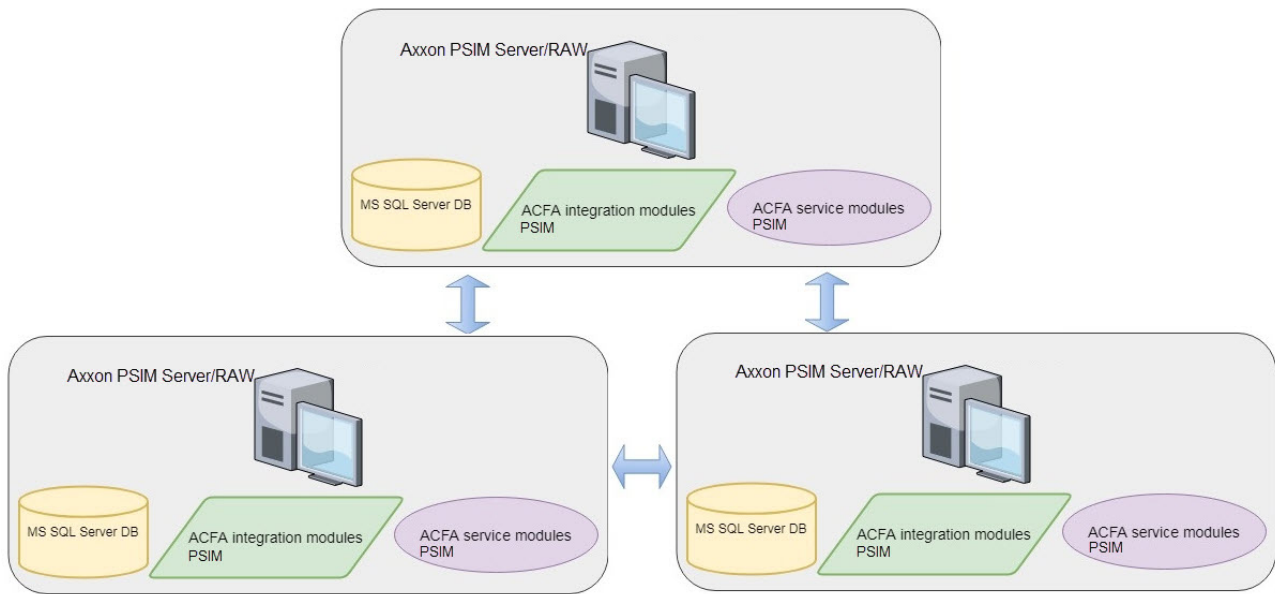 Axxon PSIM Server/RAW
MS SQL Server DB
ACFA integration modules
PSIM
ACFA service modules
PSIM
Axxon PSIM Server/RAW
MS SQL Server DB
ACFA integration modules
PSIM
ACFA service modules
PSIM
Axxon PSIM Server/RAW
MS SQL Server DB
ACFA integration modules
PSIM
ACFA service modules
PSIM